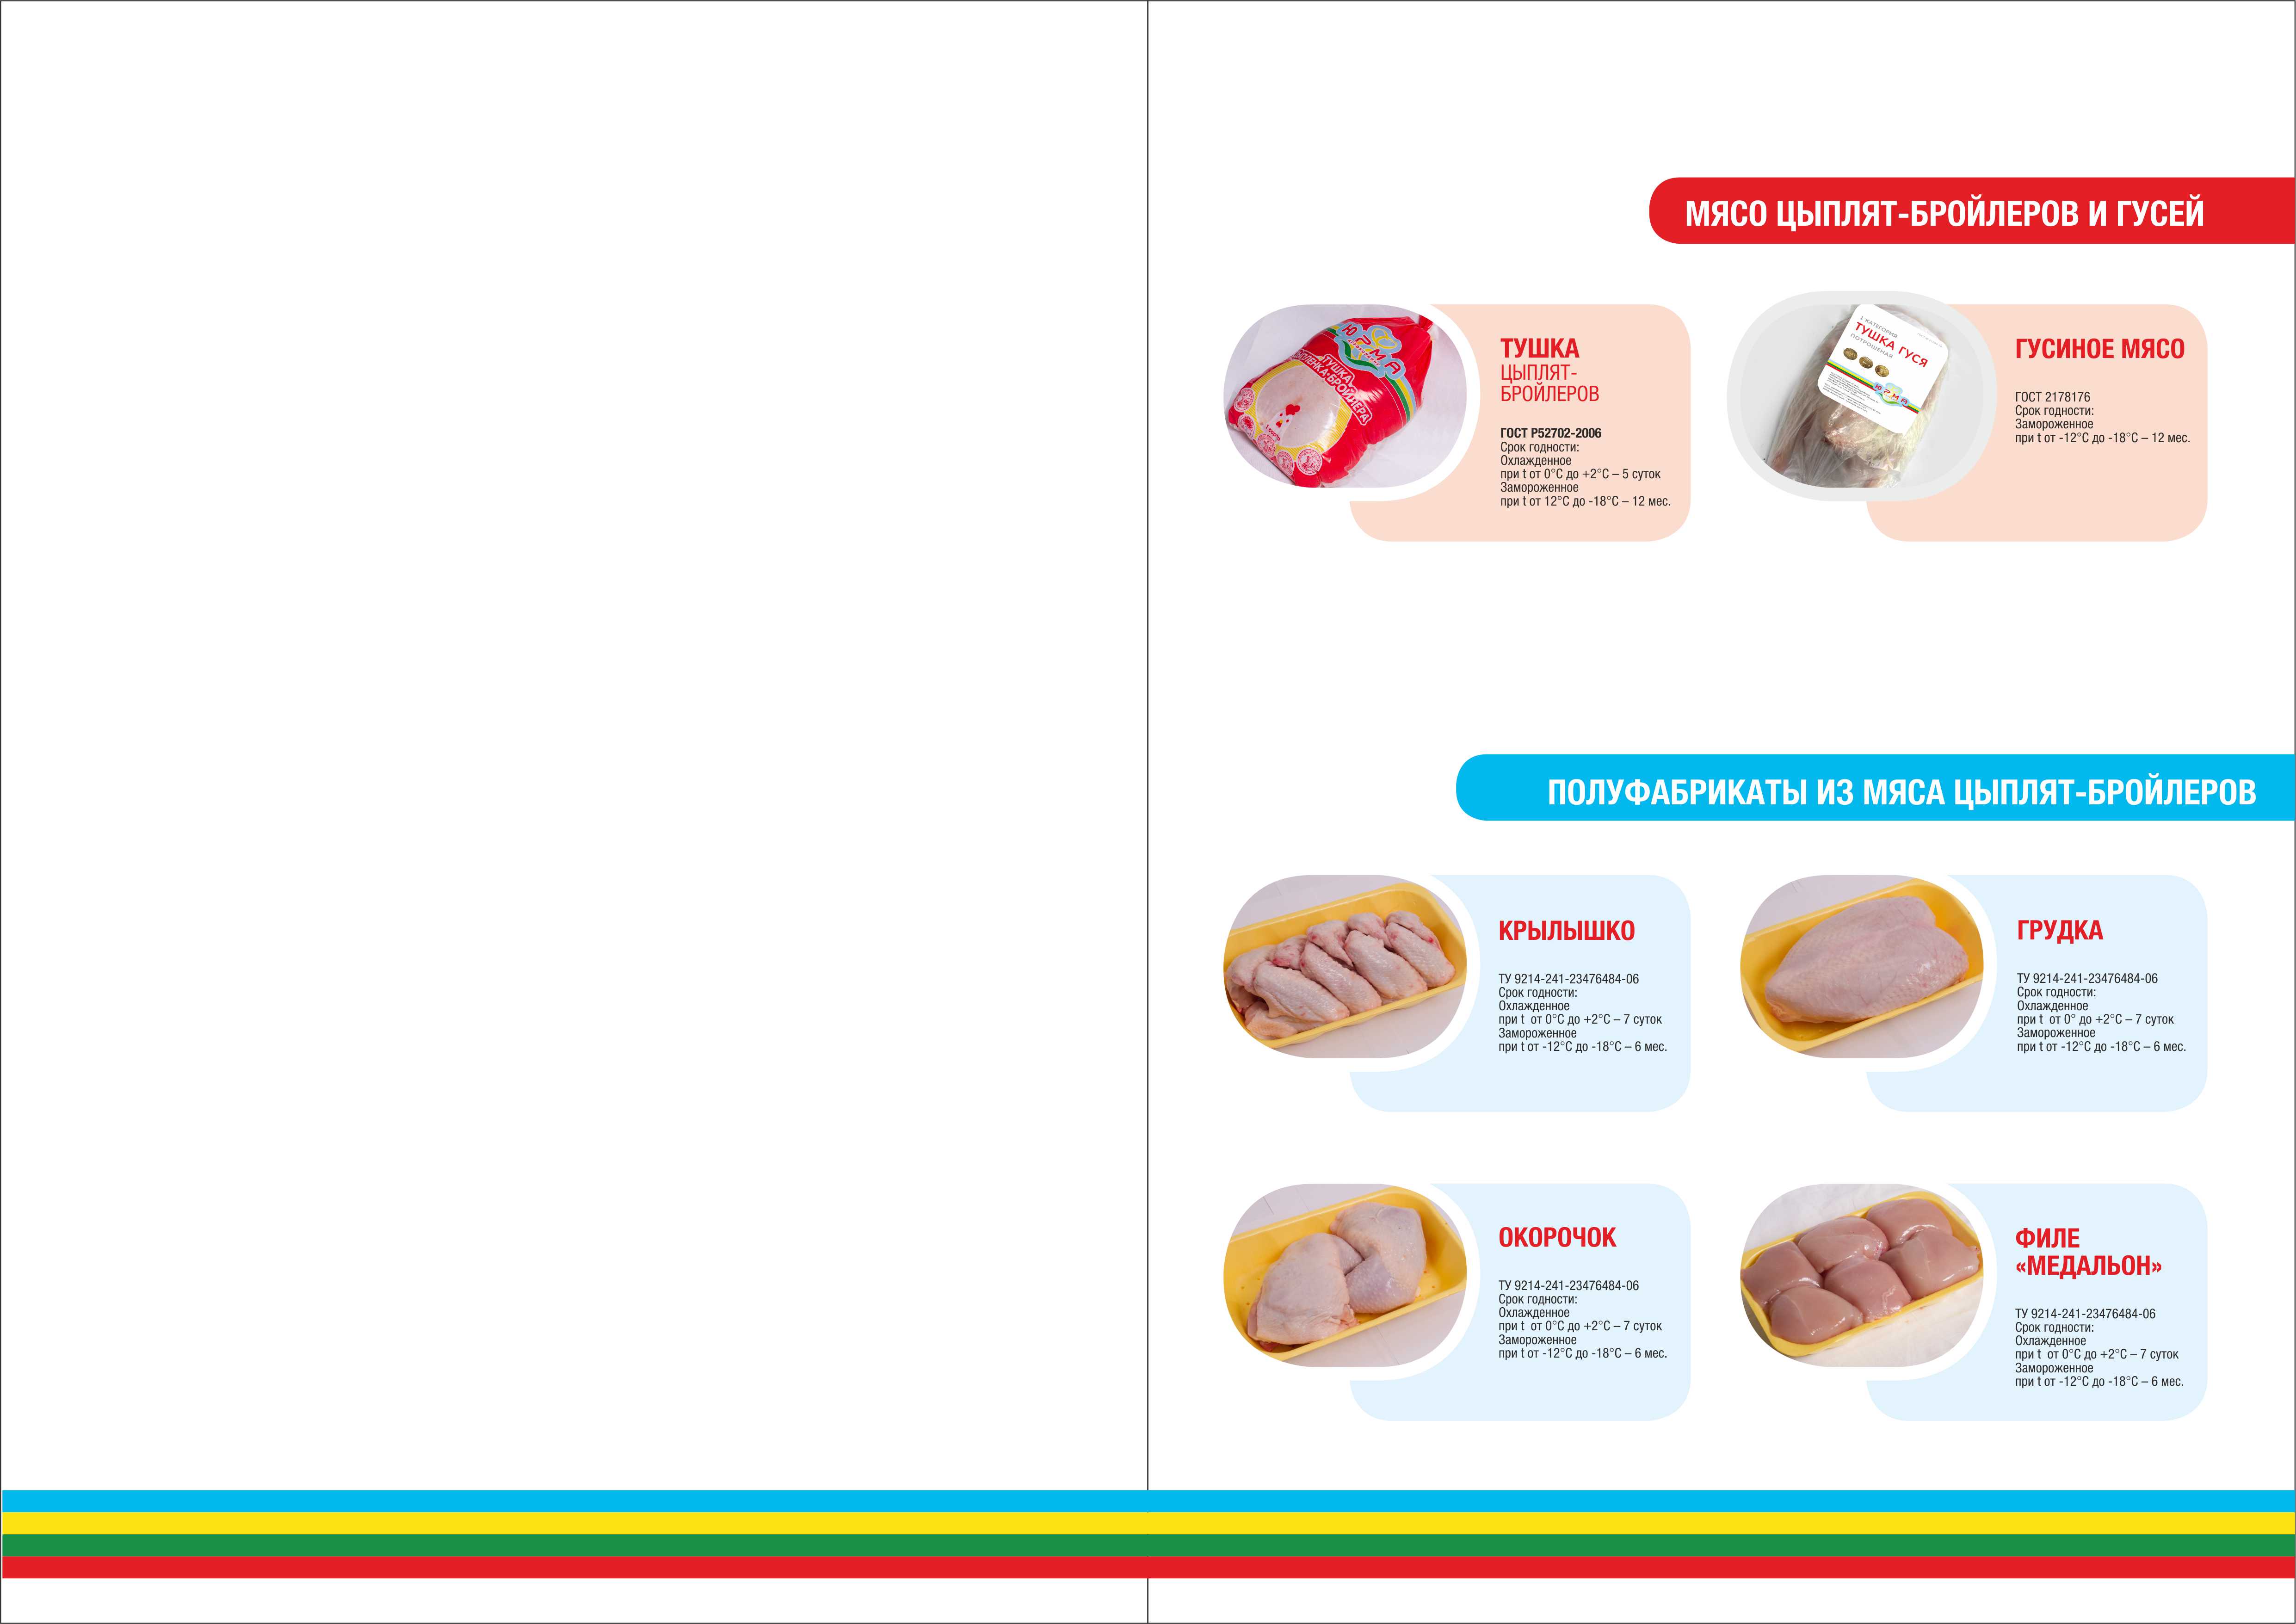 МЯСО ЦЫПЛЯТ-БРОЙЛЕРОВ И ГУСЕЙ
ЮРМА
ТУШКА
ЦЫПЛЕНКА-БРОЙЛЕРА
ТУШКА
ЦЫПЛЯТ-
БРОЙЛЕРОВ
ГОСТ Р52702-2006
Срок годности:
Охлажденное
при t от 0°С до +2°С – 5 суток
Замороженное
при t от 12°С до -18°С – 12 мес.
1 КАТЕГОРИЯ
ТУШКА ГУСЯ
ПОТРОШЕНАЯ
ЮРМА
ГУСИНОЕ МЯСО
ГОСТ 2178176
Срок годности:
Замороженное
при t от -12°С до -18°С – 12 мес.
ПОЛУФАБРИКАТЫ ИЗ МЯСА ЦЫПЛЯТ-БРОЙЛЕРОВ
КРЫЛЫШКО
ТУ 9214-241-23476484-06
Срок годности:
Охлажденное
при t от 0°С до +2°С – 7 суток
Замороженное
при t от -12°С до -18°С – 6 мес.
ГРУДКА
ТУ 9214-241-23476484-06
Срок годности:
Охлажденное
при t от 0° до +2°С – 7 суток
Замороженное
при t от -12°С до -18°С – 6 мес.
ОКОРОЧОК
ТУ 9214-241-23476484-06
Срок годности:
Охлажденное
при t от 0°С до +2°С – 7 суток
Замороженное
при t от -12°С до -18°С – 6 мес.
ФИЛЕ
«МЕДАЛЬОН»
ТУ 9214-241-23476484-06
Срок годности:
Охлажденное
при t от 0°С до +2°С – 7 суток
Замороженное
при t от -12°С до -18°С – 6 мес.